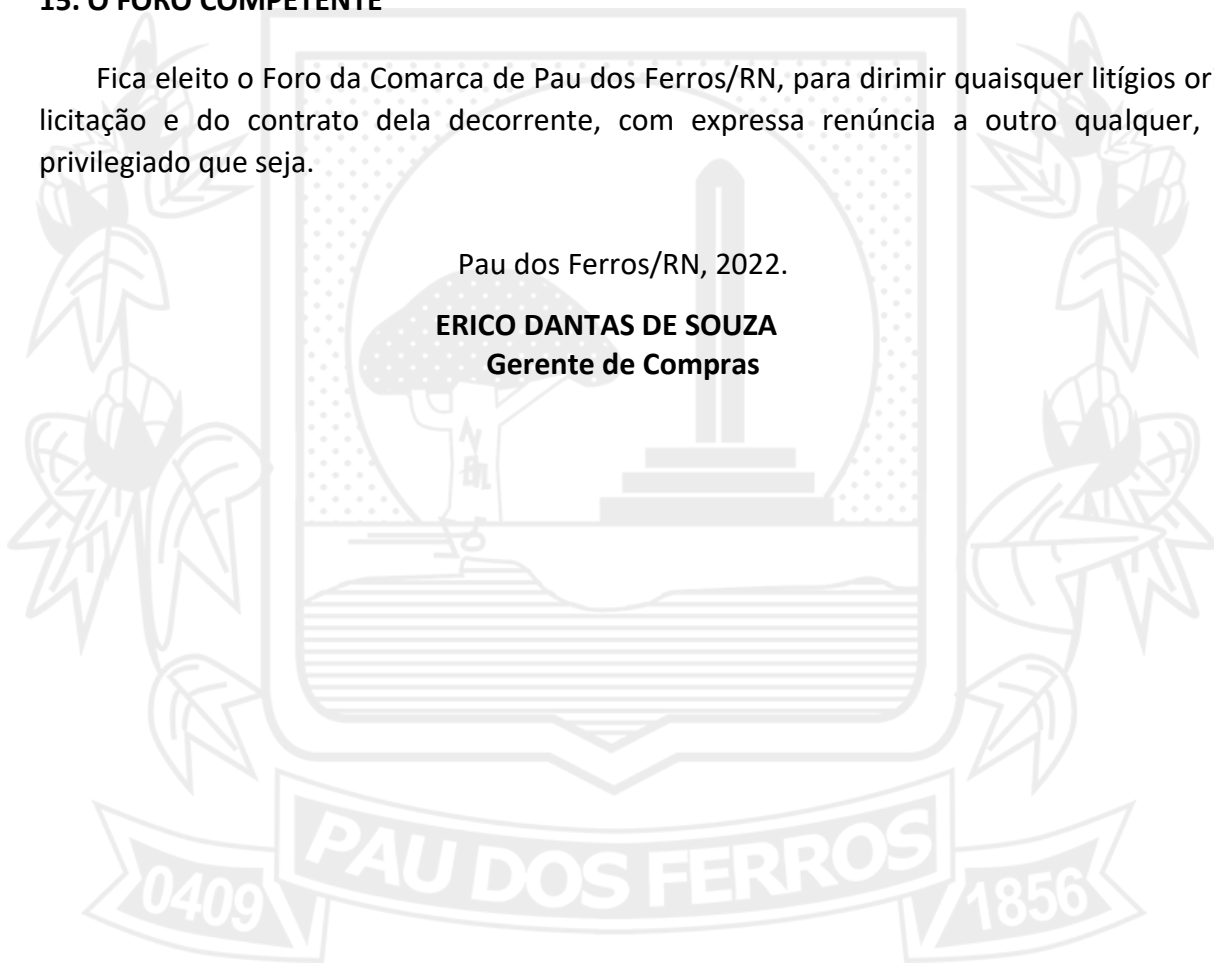 15. O FORO COMPETENTE
Fica eleito o Foro da Comarca de Pau dos Ferros/RN, para dirimir quaisquer litígios or
licitação e do contrato dela decorrente, com expressa renúncia a outro qualquer,
privilegiado que seja.
Pau dos Ferros/RN, 2022.
ERICO DANTAS DE SOUZA
Gerente de Compras
PAU DOS FERROS
0409
1856